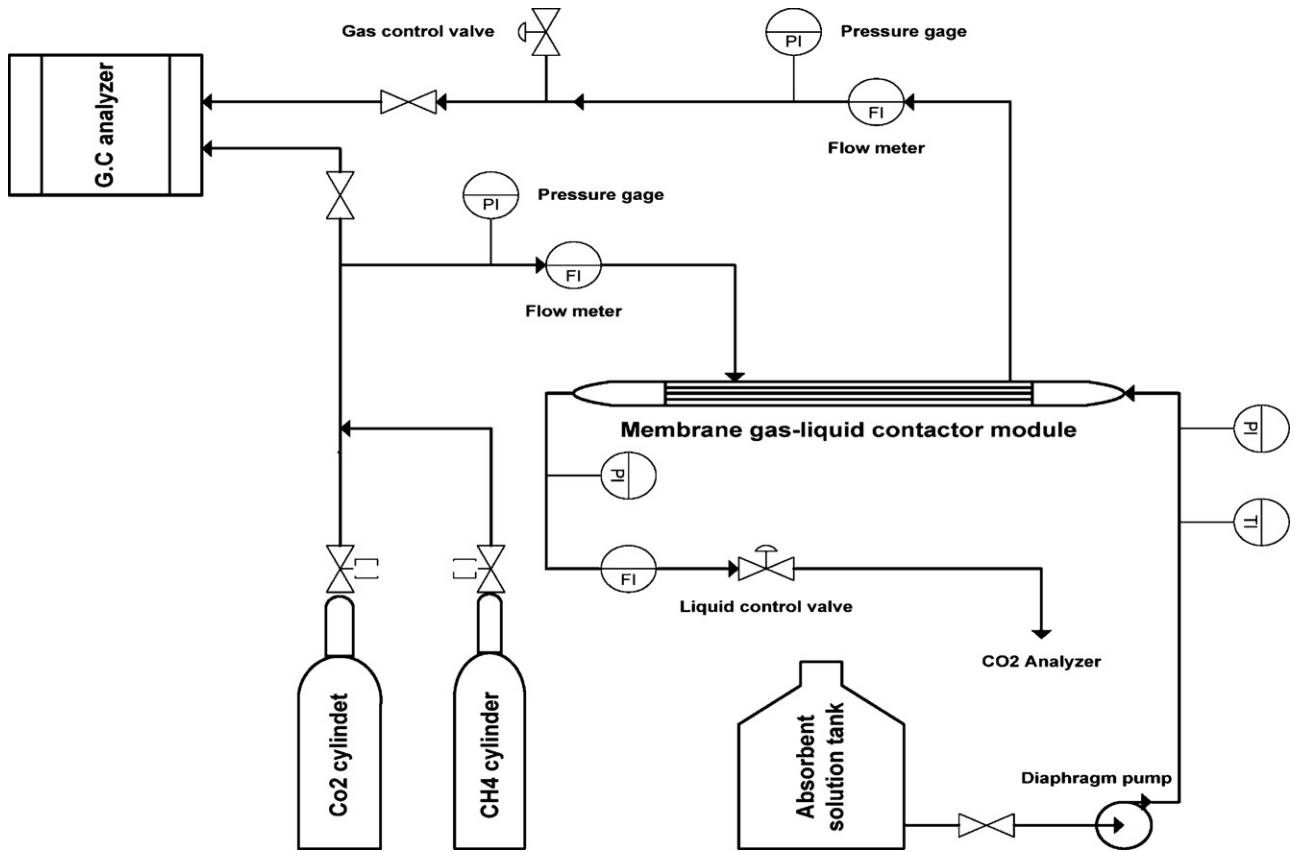 Gas control valve
PI
Pressure gage
G.C analyzer
FI
Flow meter
PI
Pressure gage
FI
Flow meter
Membrane gas-liquid contactor module
PI
PI
TI
FI
Liquid control valve
CO2 Analyzer
Co2 cylindet
CH4 cylinder
Absorbent
solution tank
Diaphragm pump